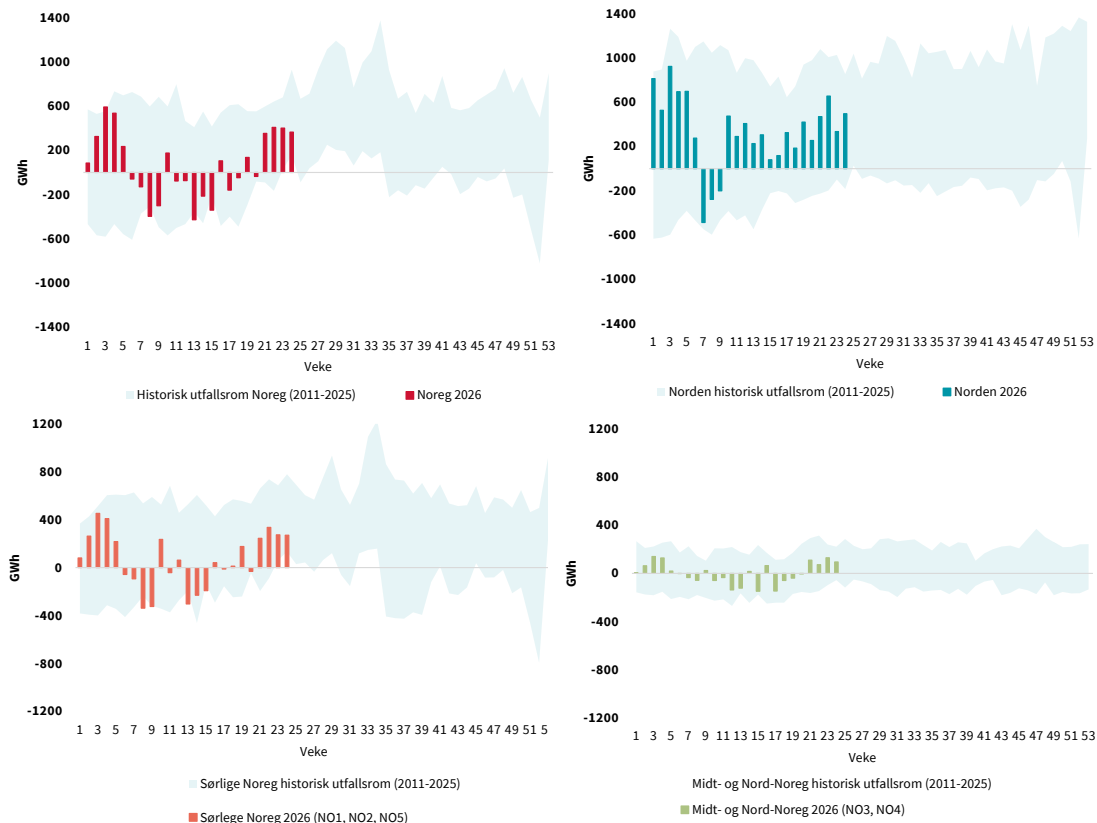 1400
1000
600
200
-200
-600
-1000
-1400
GWh
1 3 5 7 9 11 13 15 17 19 21 23 25 27 29 31 33 35 37 39 41 43 45 47 49 51 53
Veke
Historisk utfallsrom Noreg (2011-2025) Noreg 2026
1400
1000
600
200
-200
-600
-1000
-1400
GWh
1 3 5 7 9 11 13 15 17 19 21 23 25 27 29 31 33 35 37 39 41 43 45 47 49 51 53
Veke
Norden historisk utfallsrom (2011-2025) Norden 2026
1200
800
400
0
-400
-800
-1200
GWh
1 3 5 7 9 11 13 15 17 19 21 23 25 27 29 31 33 35 37 39 41 43 45 47 49 51 5
Veke
Sørlige Noreg historisk utfallsrom (2011-2025)
Sørlege Noreg 2026 (NO1, NO2, NO5)
1200
800
400
0
-400
-800
-1200
GWh
1 3 5 7 9 11 13 15 17 19 21 23 25 27 29 31 33 35 37 39 41 43 45 47 49 51 53
Veke
Midt- og Nord-Noreg historisk utfallsrom (2011-2025)
Midt- og Nord-Noreg 2026 (NO3, NO4)